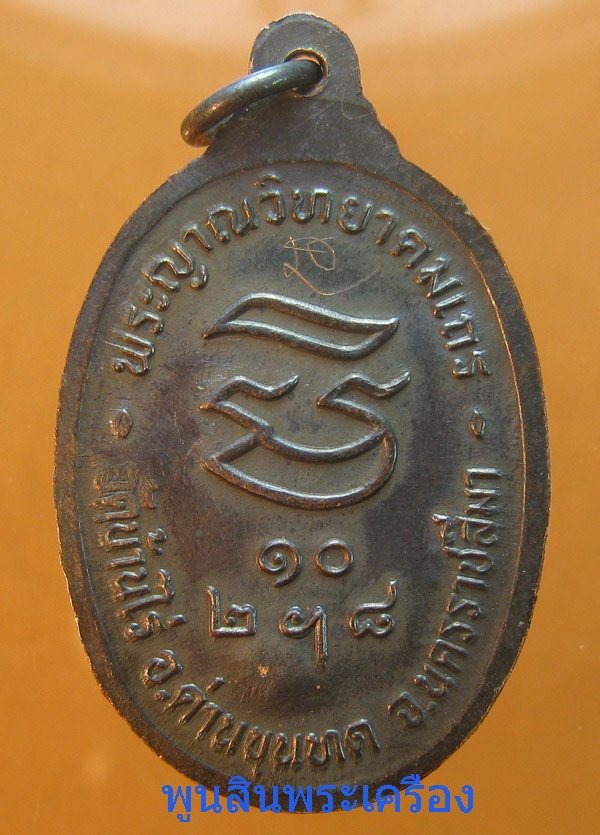 พระญาณวิทยาคมเถร
๑๐
๒ ๗ ๘
วัดบ้านไร่ อ.ด่านขุนทด จ.นครราชสีมา
พูนสินพระเครื่อง